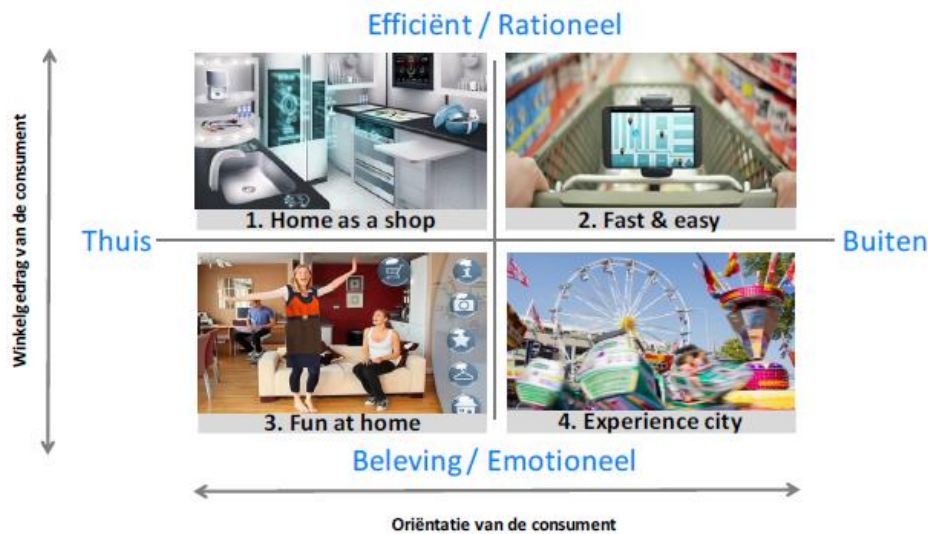 Efficiënt / Rationeel
Winkelgedrag van de consument
1. Home as a shop
2. Fast & easy
Thuis
Buiten
3. Fun at home
4. Experience city
Beleving / Emotioneel
Oriëntatie van de consument